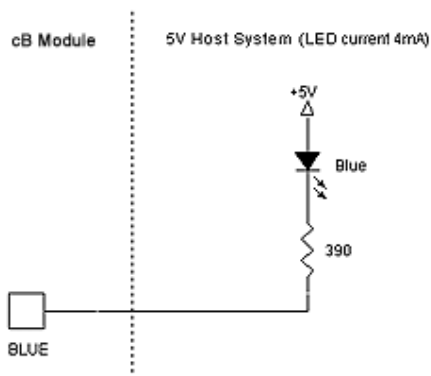 cB Module
5V Host System (LED current 4mA)
+5V
Blue
390
BLUE